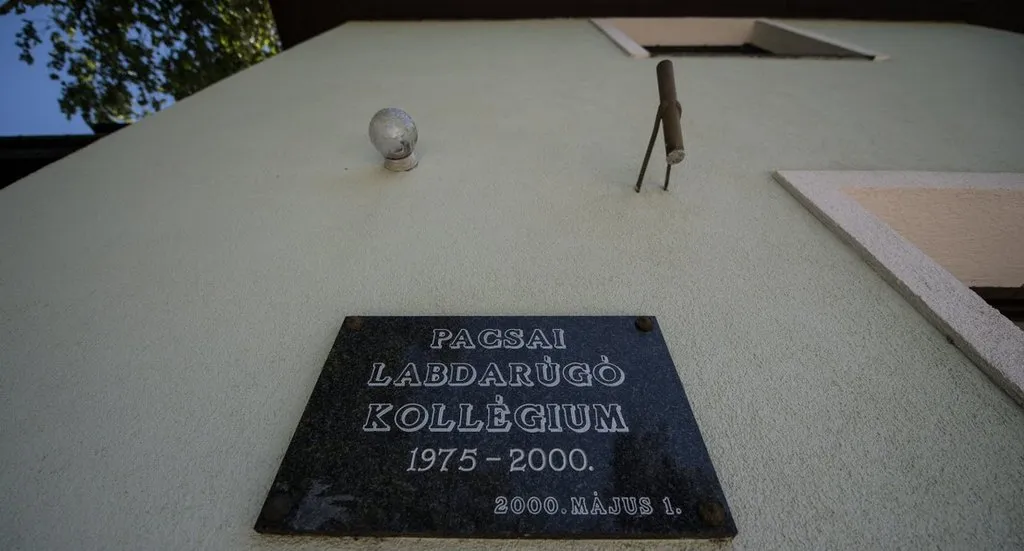 PACSAI
LABDARÚGÓ
KOLLÉGIUM
1975 - 2000.
2000. MÁJUS 1.